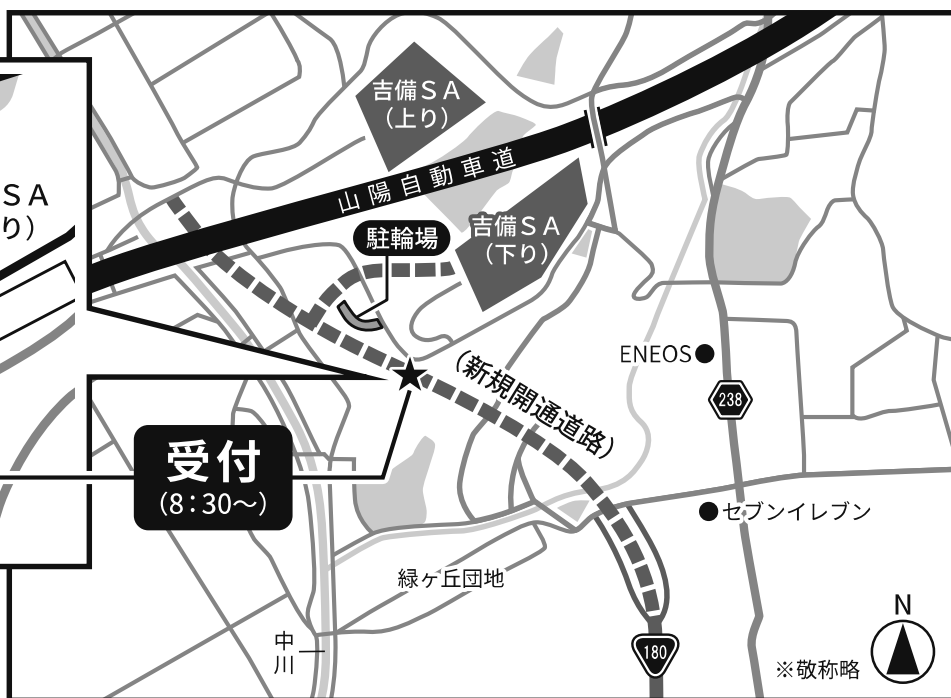 吉備ＳＡ
（上り）
ＳＡ
り）
山陽自動車道
吉備ＳＡ
（下り）
駐輪場
ENEOS
（新規開通道路）
238
受付
（8：30〜）
セブンイレブン
緑ヶ丘団地
中川
180
N
※敬称略